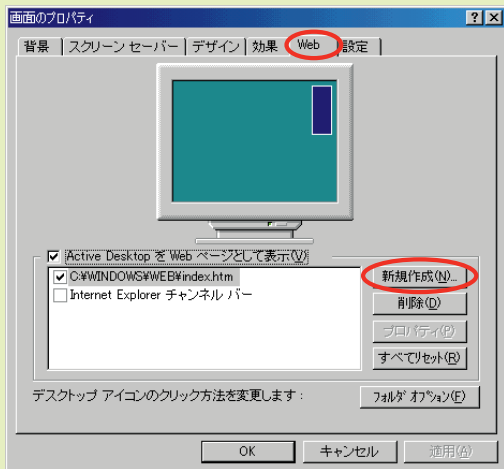 画面のプロパティ
背景 スクリーン セーバー デザイン 効果 Web 設定
Active Desktop を Web ページとして表示(V)
C:¥WINDOWS¥WEB¥index.htm
Internet Explorer チャンネル バー
新規作成(N)...
削除(D)
プロパティ(P)
すべてリセット(R)
デスクトップ アイコンのクリック方法を変更します:
フォルダ オプション(F)
OK キャンセル 適用(A)